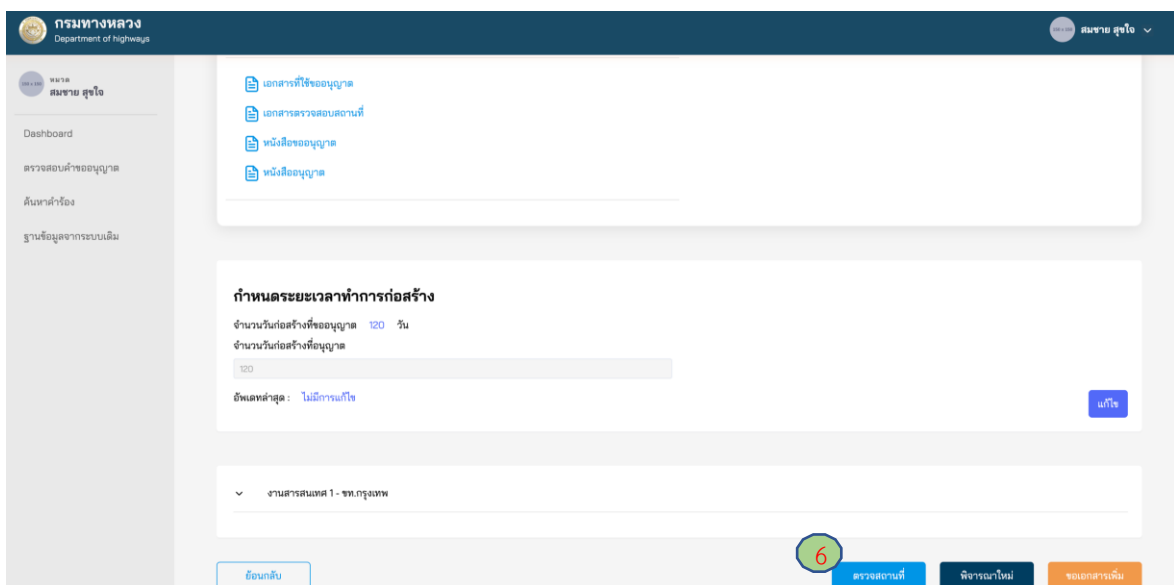 กรมทางหลวง
Department of highways
สมชาย สุขใจ
หมวด
สมชาย สุขใจ
Dashboard
ตรวจสอบคำขออนุญาต
ค้นหาคำร้อง
ฐานข้อมูลจากระบบเดิม
เอกสารที่ใช้ขออนุญาต
เอกสารตรวจสอบสถานที่
หนังสือขออนุญาต
หนังสืออนุญาต
กำหนดระยะเวลาทำการก่อสร้าง
จำนวนวันก่อสร้างที่ขออนุญาต 120 วัน
จำนวนวันก่อสร้างที่อนุญาต
120
อัพเดทล่าสุด : ไม่มีการแก้ไข
แก้ไข
งานสารสนเทศ 1 - ขท.กรุงเทพ
6
ย้อนกลับ
ตรวจสถานที่
พิจารณาใหม่
ขอเอกสารเพิ่ม